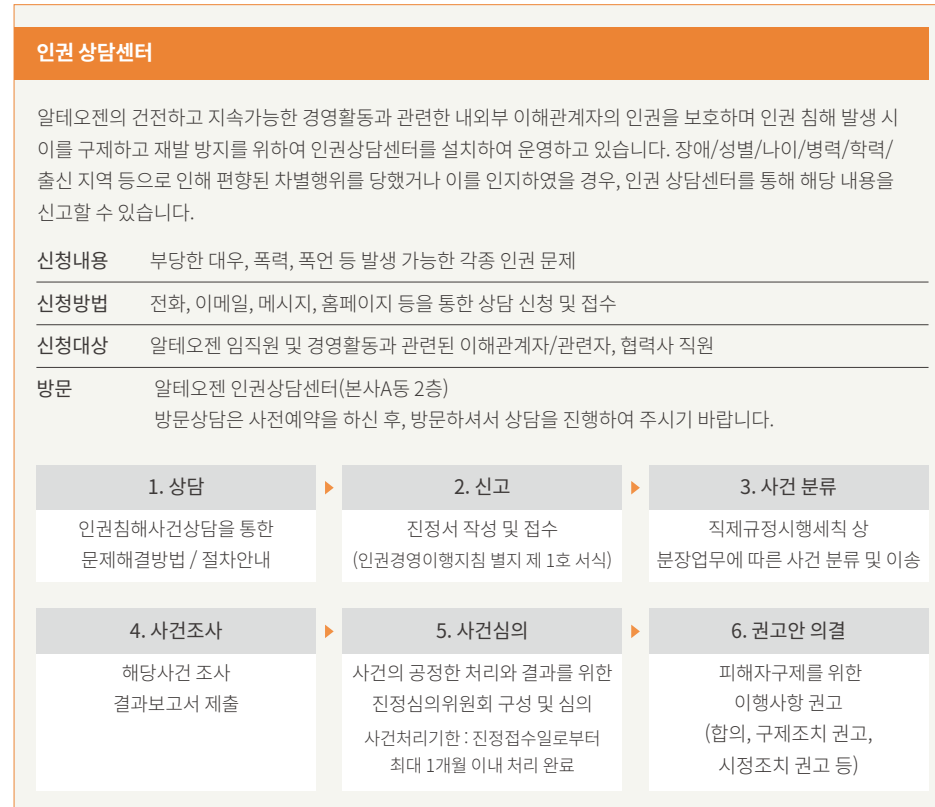 인권 상담센터
알테오젠의 건전하고 지속가능한 경영활동과 관련한 내외부 이해관계자의 인권을 보호하며 인권 침해 발생 시
이를 구제하고 재발 방지를 위하여 인권상담센터를 설치하여 운영하고 있습니다. 장애/성별/나이/병력/학력/
출신 지역 등으로 인해 편향된 차별행위를 당했거나 이를 인지하였을 경우, 인권 상담센터를 통해 해당 내용을
신고할 수 있습니다.
신청내용 부당한 대우, 폭력, 폭언 등 발생 가능한 각종 인권 문제
신청방법 전화, 이메일, 메시지, 홈페이지 등을 통한 상담 신청 및 접수
신청대상 알테오젠 임직원 및 경영활동과 관련된 이해관계자/관련자, 협력사 직원
방문 알테오젠 인권상담센터(본사A동 2층)
방문상담은 사전예약을 하신 후, 방문하셔서 상담을 진행하여 주시기 바랍니다.
1. 상담
인권침해사건상담을 통한
문제해결방법 / 절차안내
2. 신고
진정서 작성 및 접수
(인권경영이행지침 별지 제 1호 서식)
3. 사건 분류
직제규정시행세칙 상
분장업무에 따른 사건 분류 및 이송
4. 사건조사
해당사건 조사
결과보고서 제출
5. 사건심의
사건의 공정한 처리와 결과를 위한
진정심의위원회 구성 및 심의
사건처리기한 : 진정접수일로부터
최대 1개월 이내 처리 완료
6. 권고안 의결
피해자구제를 위한
이행사항 권고
(합의, 구제조치 권고,
시정조치 권고 등)